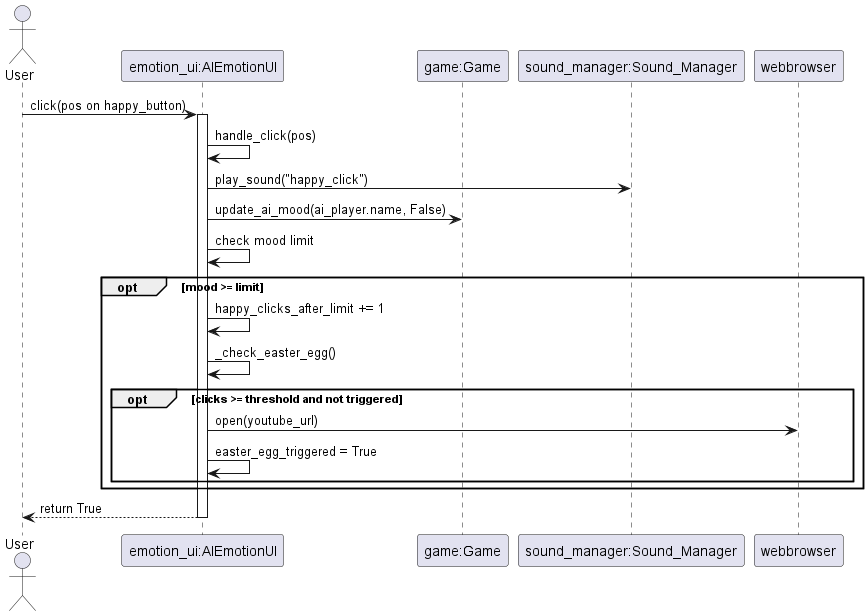 User
emotion_ui:AIEmotionUI
game:Game
sound_manager:Sound_Manager
webbrowser
click(pos on happy_button)
handle_click(pos)
play_sound("happy_click")
update_ai_mood(ai_player.name, False)
check mood limit
opt [mood >= limit]
happy_clicks_after_limit += 1
_check_easter_egg()
opt [clicks >= threshold and not triggered]
open(youtube_url)
easter_egg_triggered = True
return True
User
emotion_ui:AIEmotionUI
game:Game
sound_manager:Sound_Manager
webbrowser